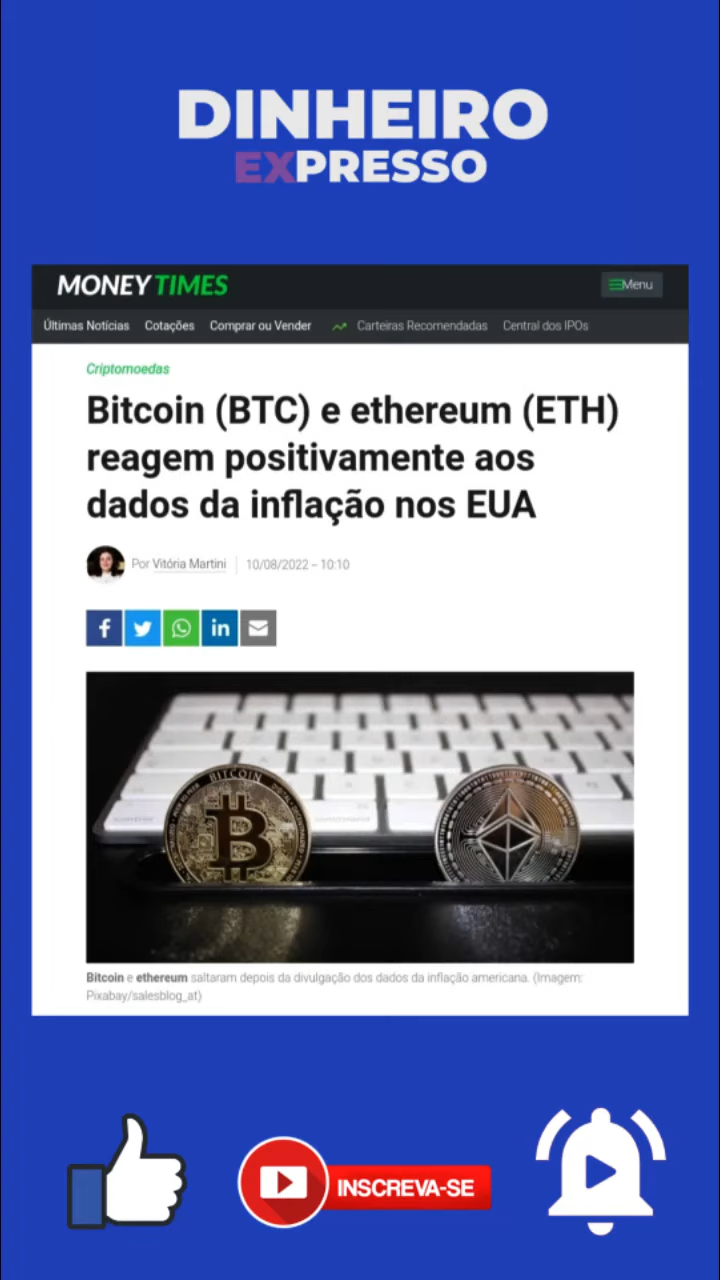 DINHEIRO
EXPRESSO
MONEY TIMES
Menu
Últimas Notícias Cotações Comprar ou Vender Carteiras Recomendadas Central dos IPOs
Criptomoedas
Bitcoin (BTC) e ethereum (ETH)
reagem positivamente aos
dados da inflação nos EUA
Por Vitória Martini 10/08/2022 – 10:10
BITCOIN
Bitcoin e ethereum saltaram depois da divulgação dos dados da inflação americana. (Imagem:
Pixabay/salesblog_at)
INSCREVA-SE